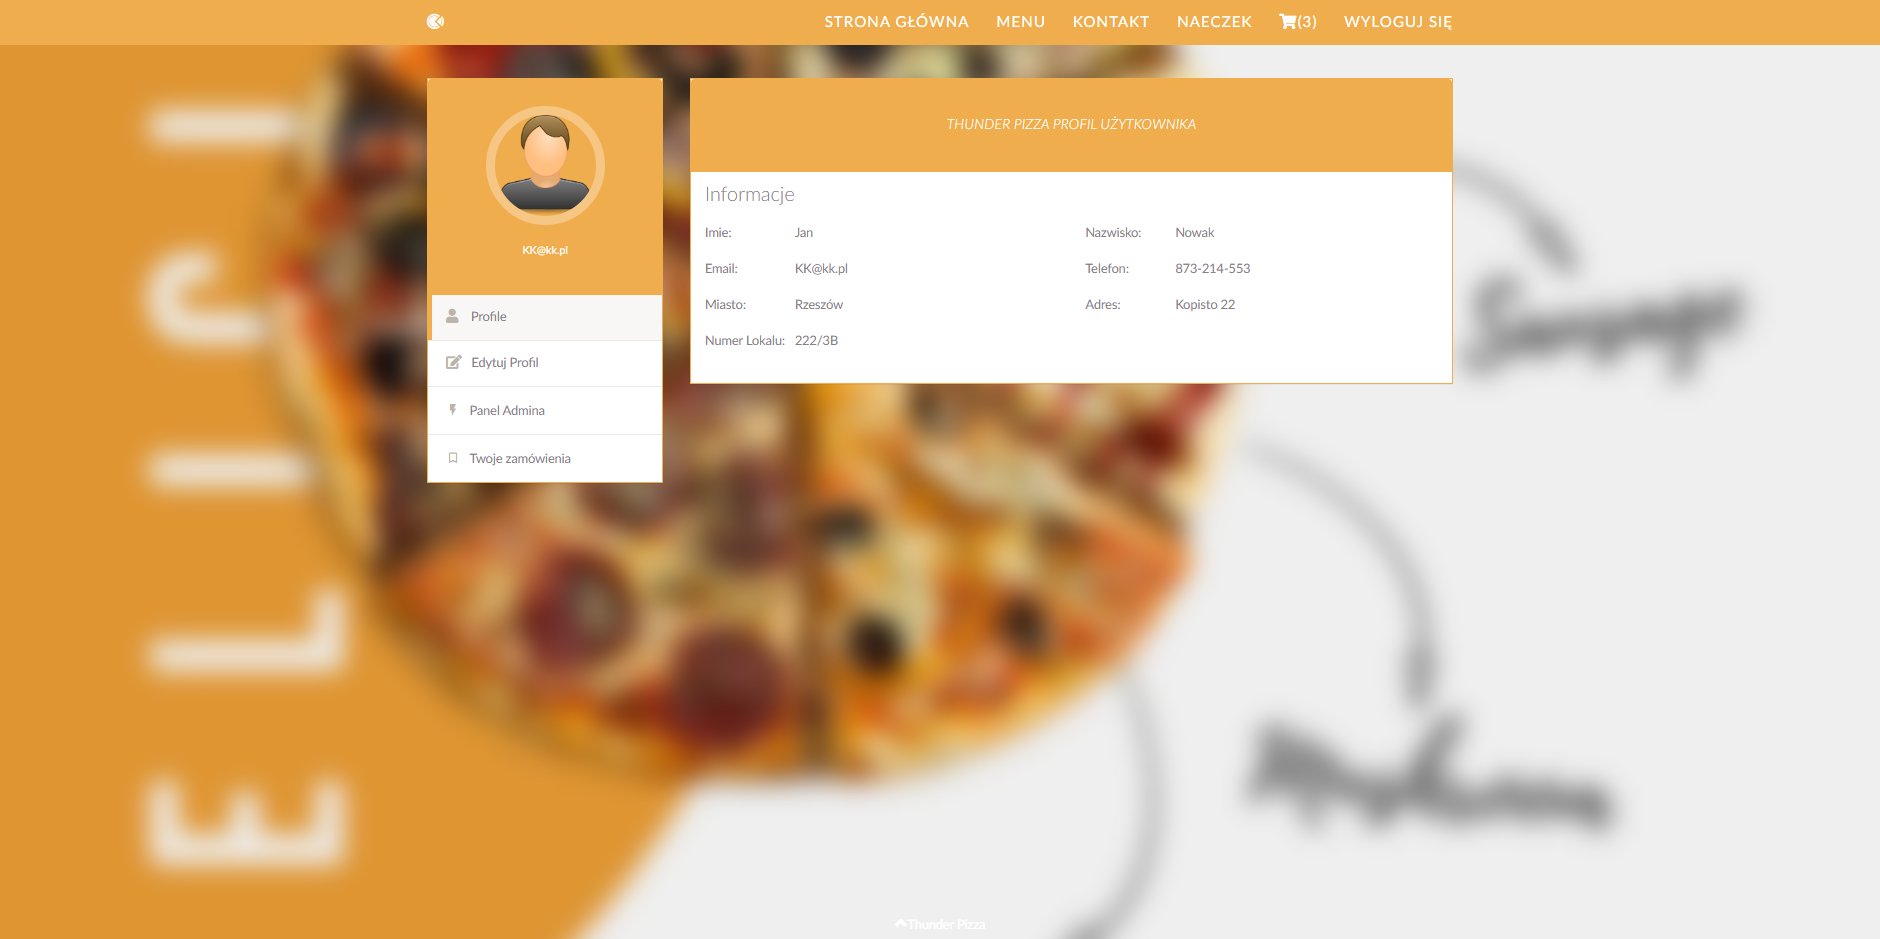 STRONA GŁÓWNA MENU KONTAKT NAECZEK (3) WYLOGUJ SIĘ
KK@kk.pl
Profile
Edytuj Profil
Panel Admina
Twoje zamówienia
THUNDER PIZZA PROFIL UŻYTKOWNIKA
Informacje
Imie: Jan Nazwisko: Nowak
Email: KK@kk.pl Telefon: 873-214-553
Miasto: Rzeszów Adres: Kopisto 22
Numer Lokalu: 222/3B
Thunder Pizza